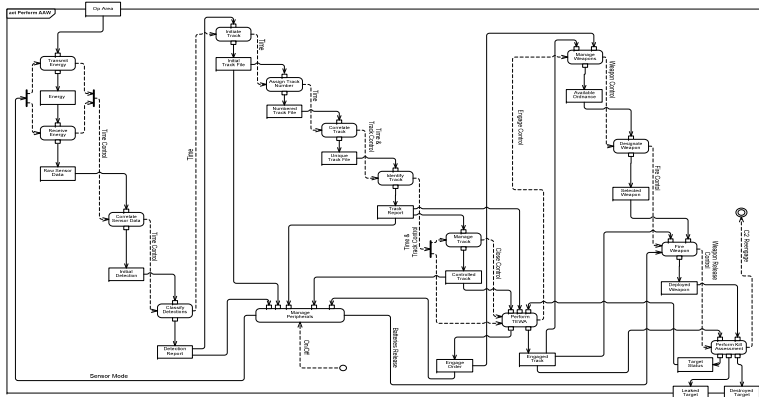 act Perform AAW
Op Area
Transmit
Energy
Energy
Receive
Energy
Raw Sensor
Data
Time Control
Correlate
Sensor Data
Initial
Detection
Time Control
Classify
Detections
Detection
Report
Sensor Mode
Time
Initiate
Track
Initial
Track File
Time
Assign Track
Number
Numbered
Track File
Time
Correlate
Track
Unique
Track File
Time &
Track Control
Identify
Track
Track
Report
Time &
Track Control
Manage
Track
Controlled
Track
Close Control
Manage
Peripherals
On/Off
Batteries Release
Perform
TEWA
Engage
Order
Engaged
Track
Engage Control
Manage
Weapons
Available
Ordnance
Weapon Control
Designate
Weapon
Selected
Weapon
Fire Control
Fire
Weapon
Deployed
Weapon
Weapon Release
Control
C2 Reengage
Perform Kill
Assessment
Target
Status
Leaked
Target
Destroyed
Target